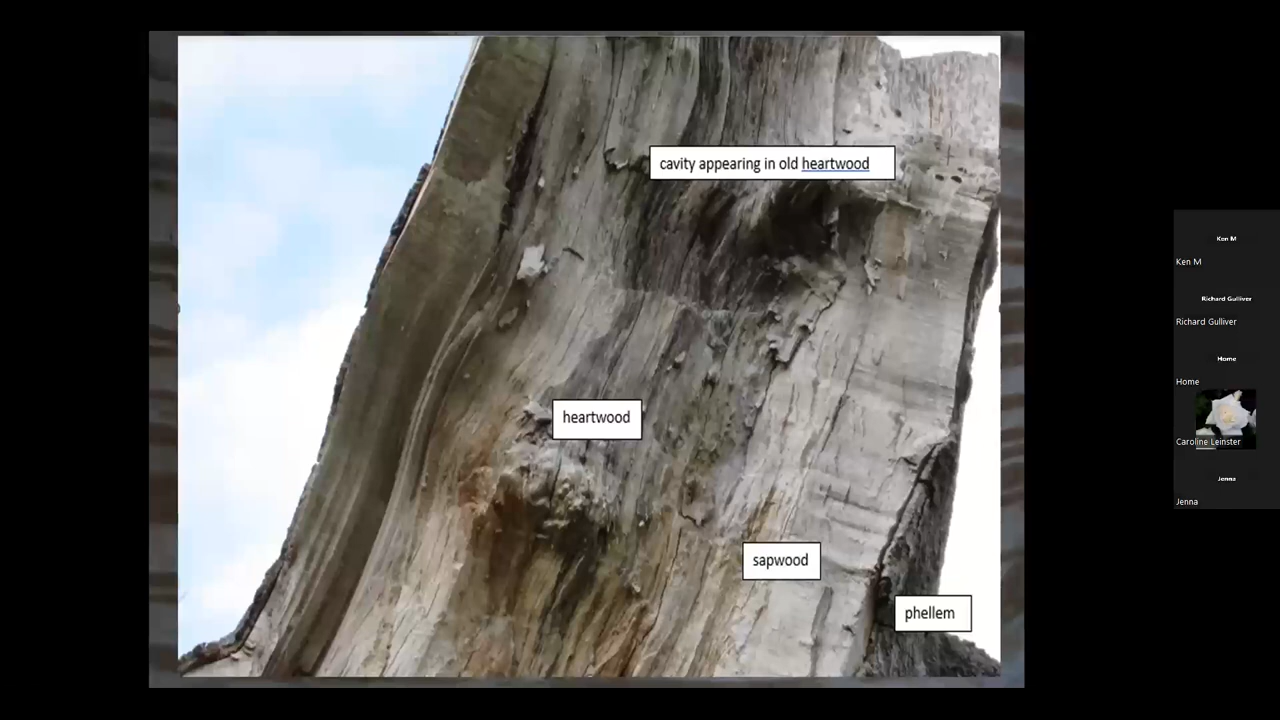 cavity appearing in old heartwood
heartwood
sapwood
phellem
Ken M
Ken M
Richard Gulliver
Richard Gulliver
Home
Home
Caroline Leinster
Jenna
Jenna